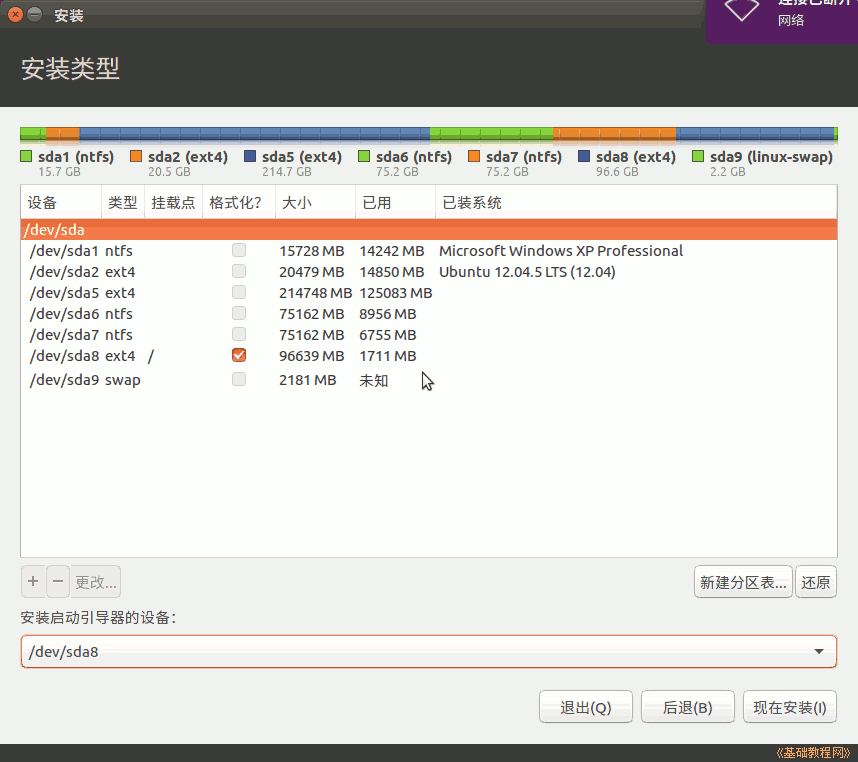 安装
网络
安装类型
sda1 (ntfs) sda2 (ext4) sda5 (ext4) sda6 (ntfs) sda7 (ntfs) sda8 (ext4) sda9 (linux-swap)
15.7 GB 20.5 GB 214.7 GB 75.2 GB 75.2 GB 96.6 GB 2.2 GB
设备 类型 挂载点 格式化? 大小 已用 已装系统
/dev/sda
/dev/sda1 ntfs 15728 MB 14242 MB Microsoft Windows XP Professional
/dev/sda2 ext4 20479 MB 14850 MB Ubuntu 12.04.5 LTS (12.04)
/dev/sda5 ext4 214748 MB 125083 MB
/dev/sda6 ntfs 75162 MB 8956 MB
/dev/sda7 ntfs 75162 MB 6755 MB
/dev/sda8 ext4 / 96639 MB 1711 MB
/dev/sda9 swap 2181 MB 未知
+ − 更改... 新建分区表... 还原
安装启动引导器的设备:
/dev/sda8
退出(Q) 后退(B) 现在安装(I)
《基础教程网》